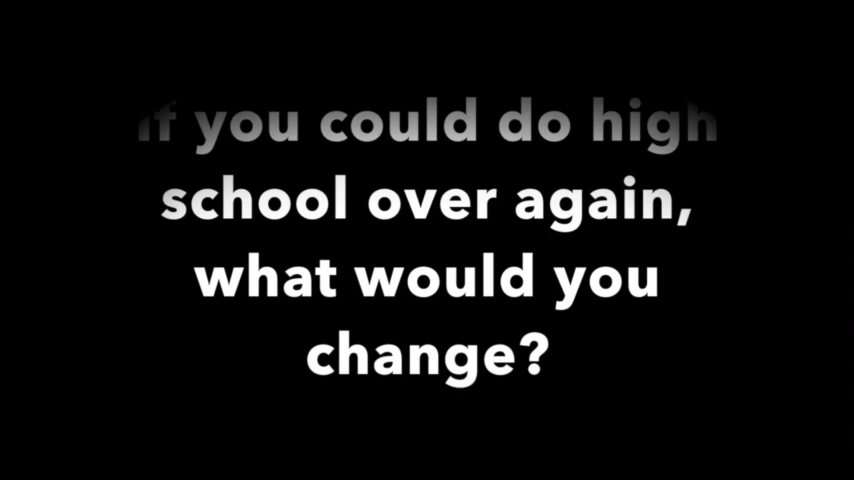 If you could do high
school over again,
what would you
change?